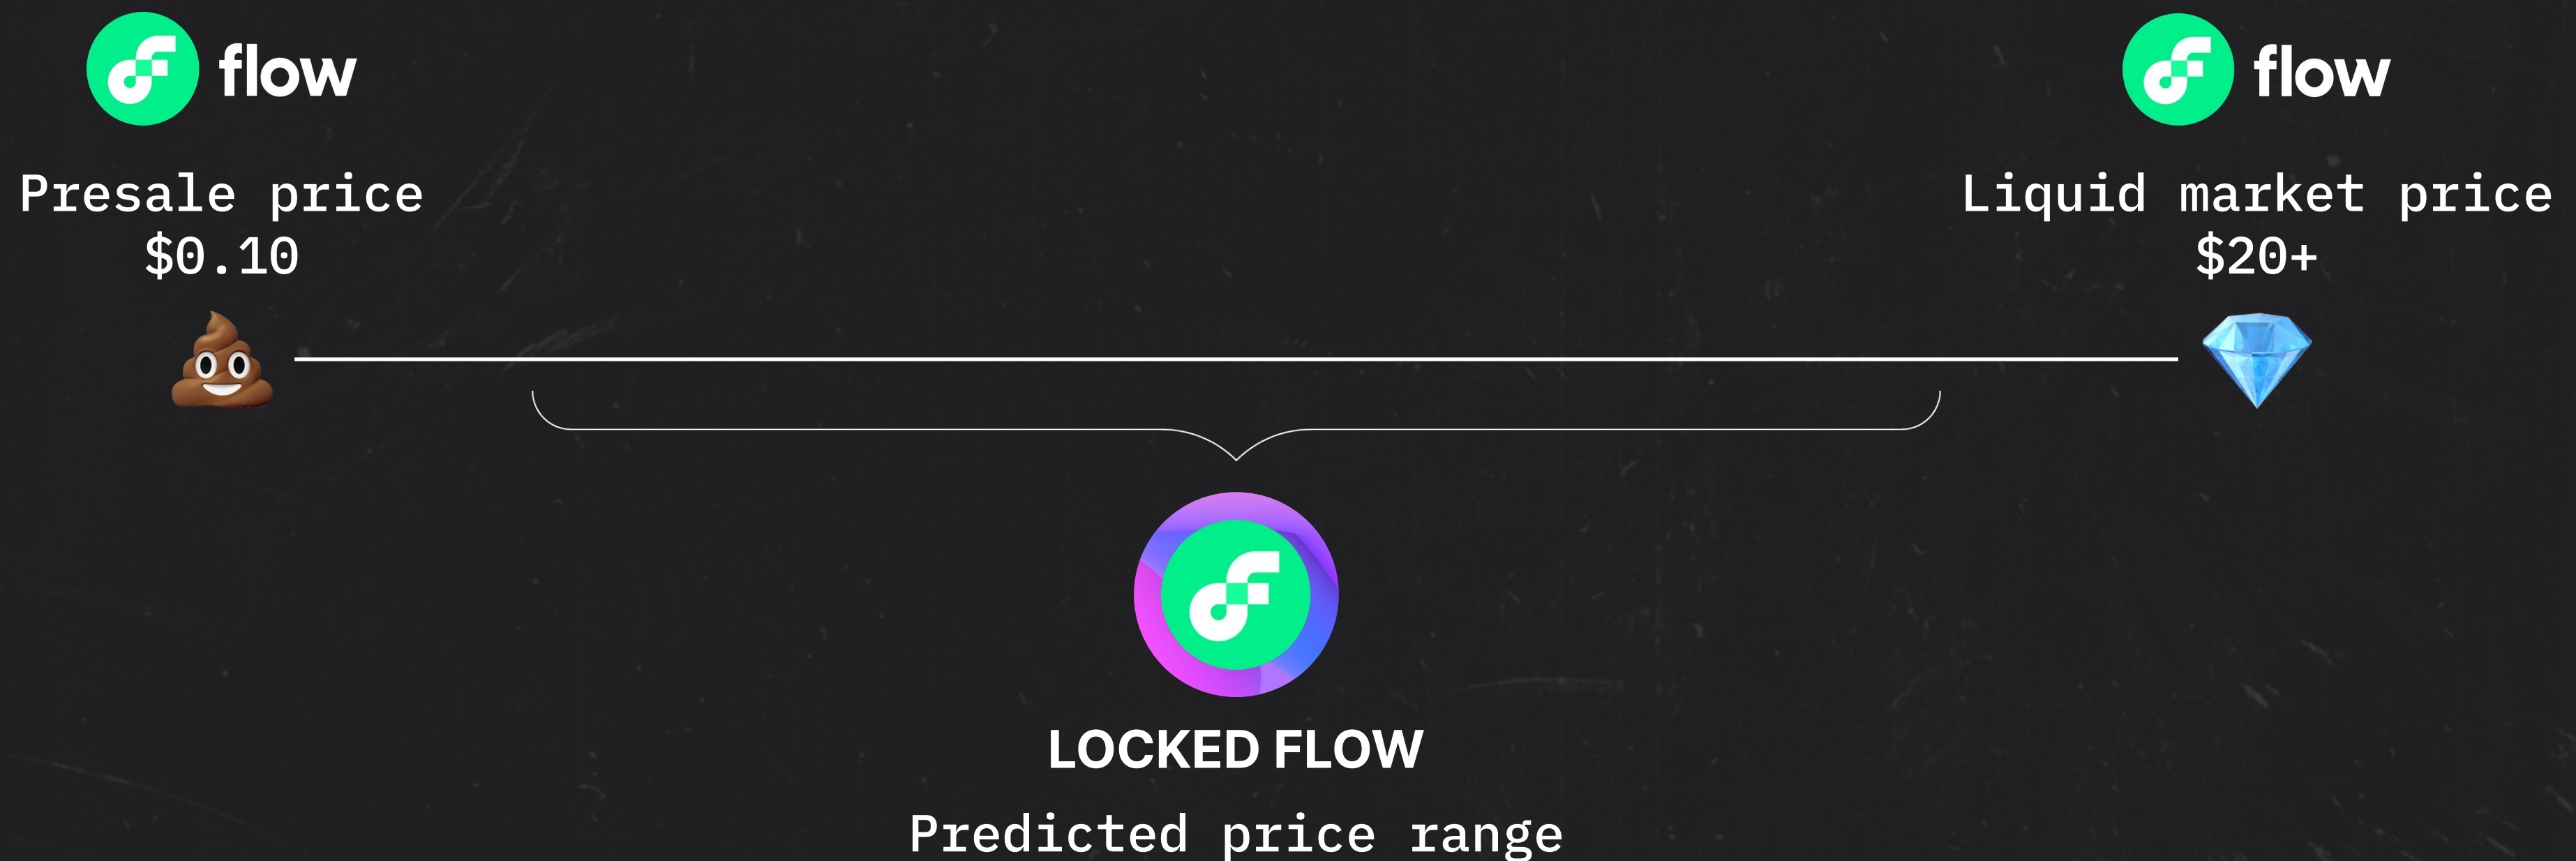 flow
Presale price
$0.10
flow
Liquid market price
$20+
LOCKED FLOW
Predicted price range